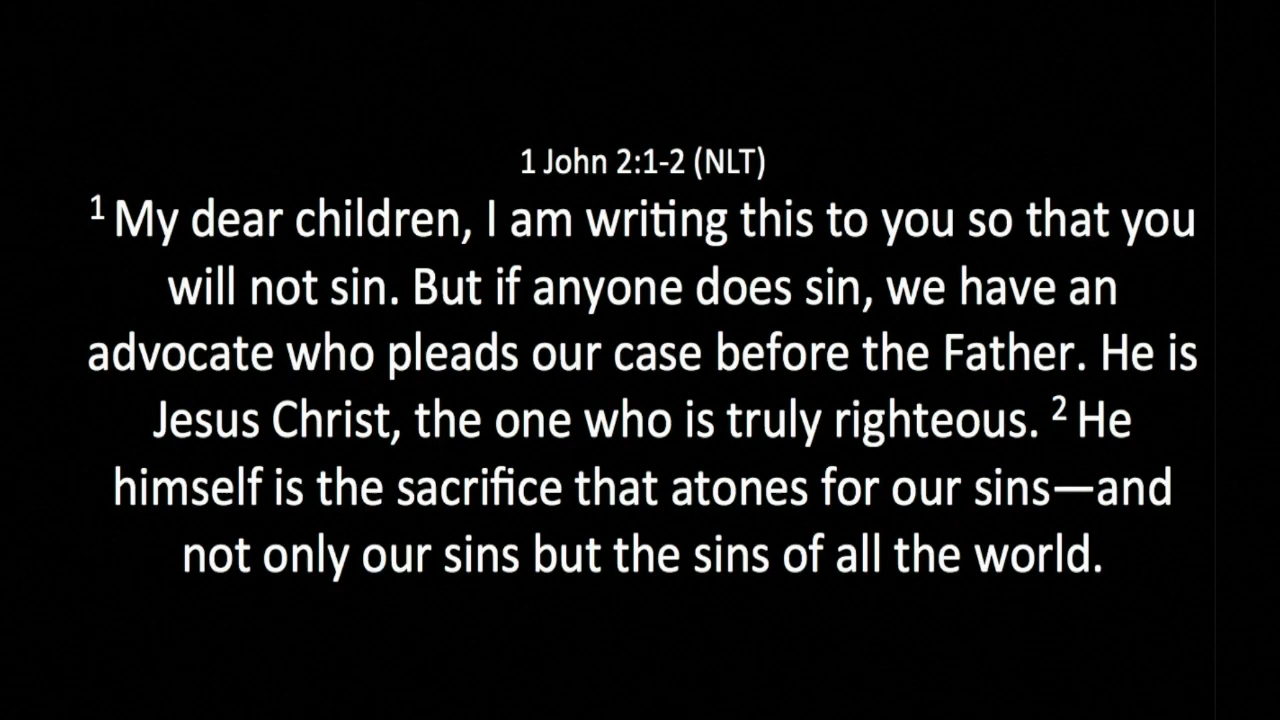 1 John 2:1-2 (NLT)
1 My dear children, I am writing this to you so that you
will not sin. But if anyone does sin, we have an
advocate who pleads our case before the Father. He is
Jesus Christ, the one who is truly righteous. 2 He
himself is the sacrifice that atones for our sins—and
not only our sins but the sins of all the world.